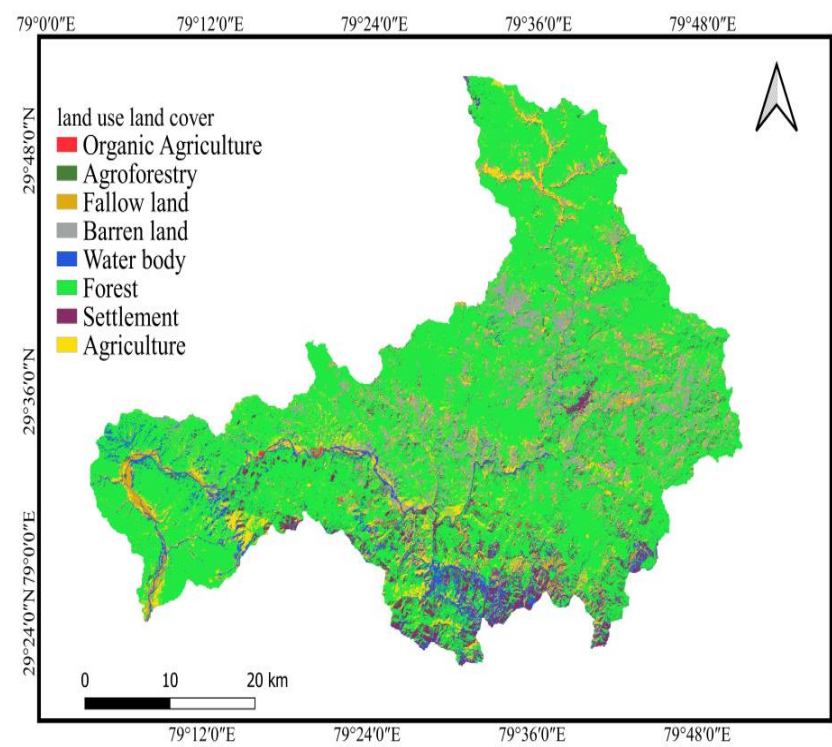 79°0'0"E 79°12'0"E 79°24'0"E 79°36'0"E 79°48'0"E
29°48'0"N
29°36'0"N
29°24'0"N 79°0'0"E
land use land cover
Organic Agriculture
Agroforestry
Fallow land
Barren land
Water body
Forest
Settlement
Agriculture
0 10 20 km
79°12'0"E 79°24'0"E 79°36'0"E 79°48'0"E